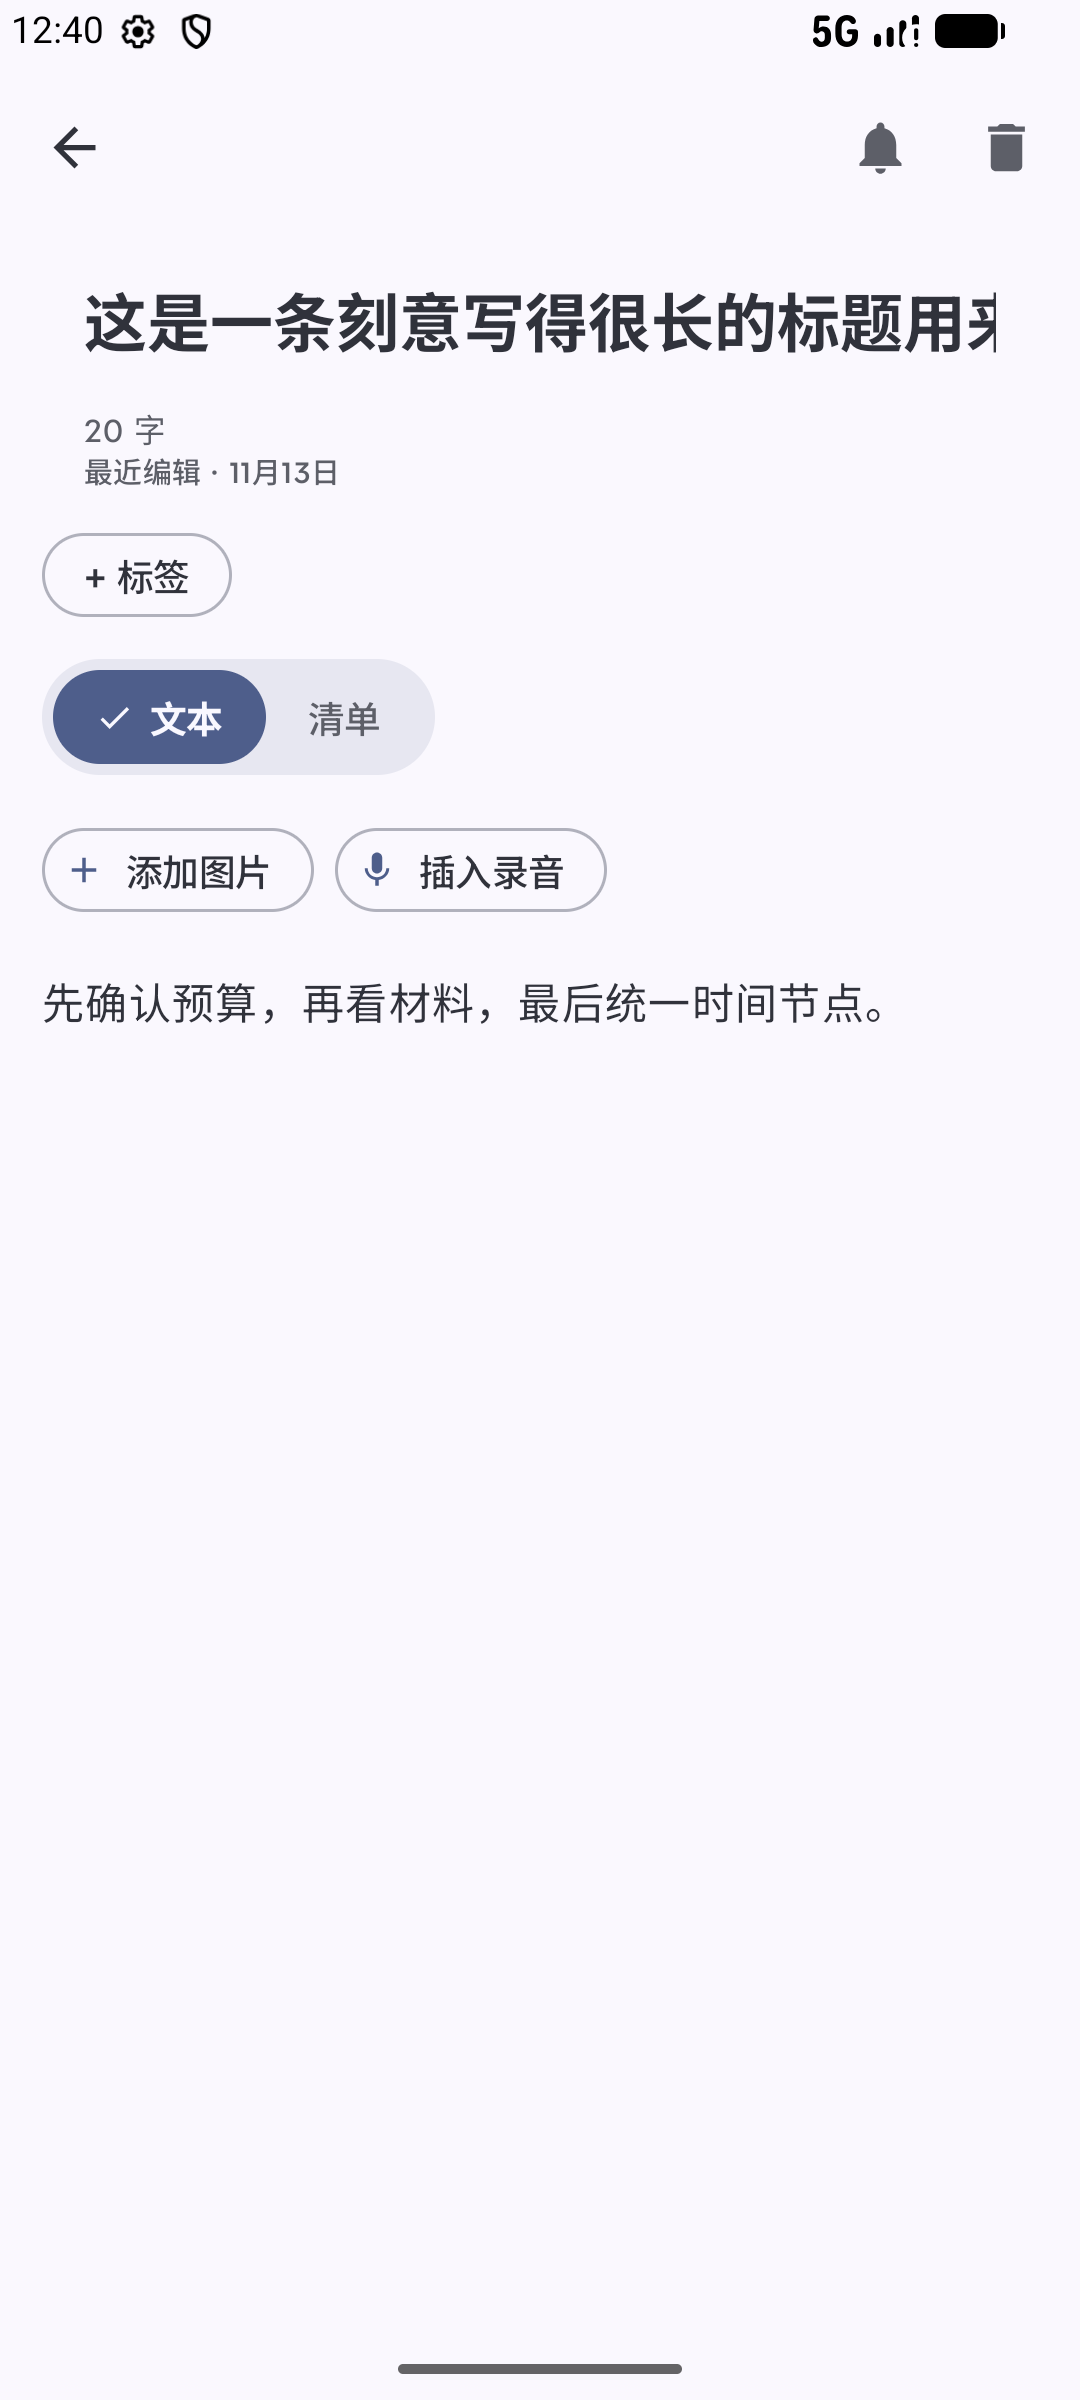 12:40
5G
这是一条刻意写得很长的标题用
20 字
最近编辑 · 11月13日
+ 标签
文本
清单
添加图片
插入录音
先确认预算，再看材料，最后统一时间节点。